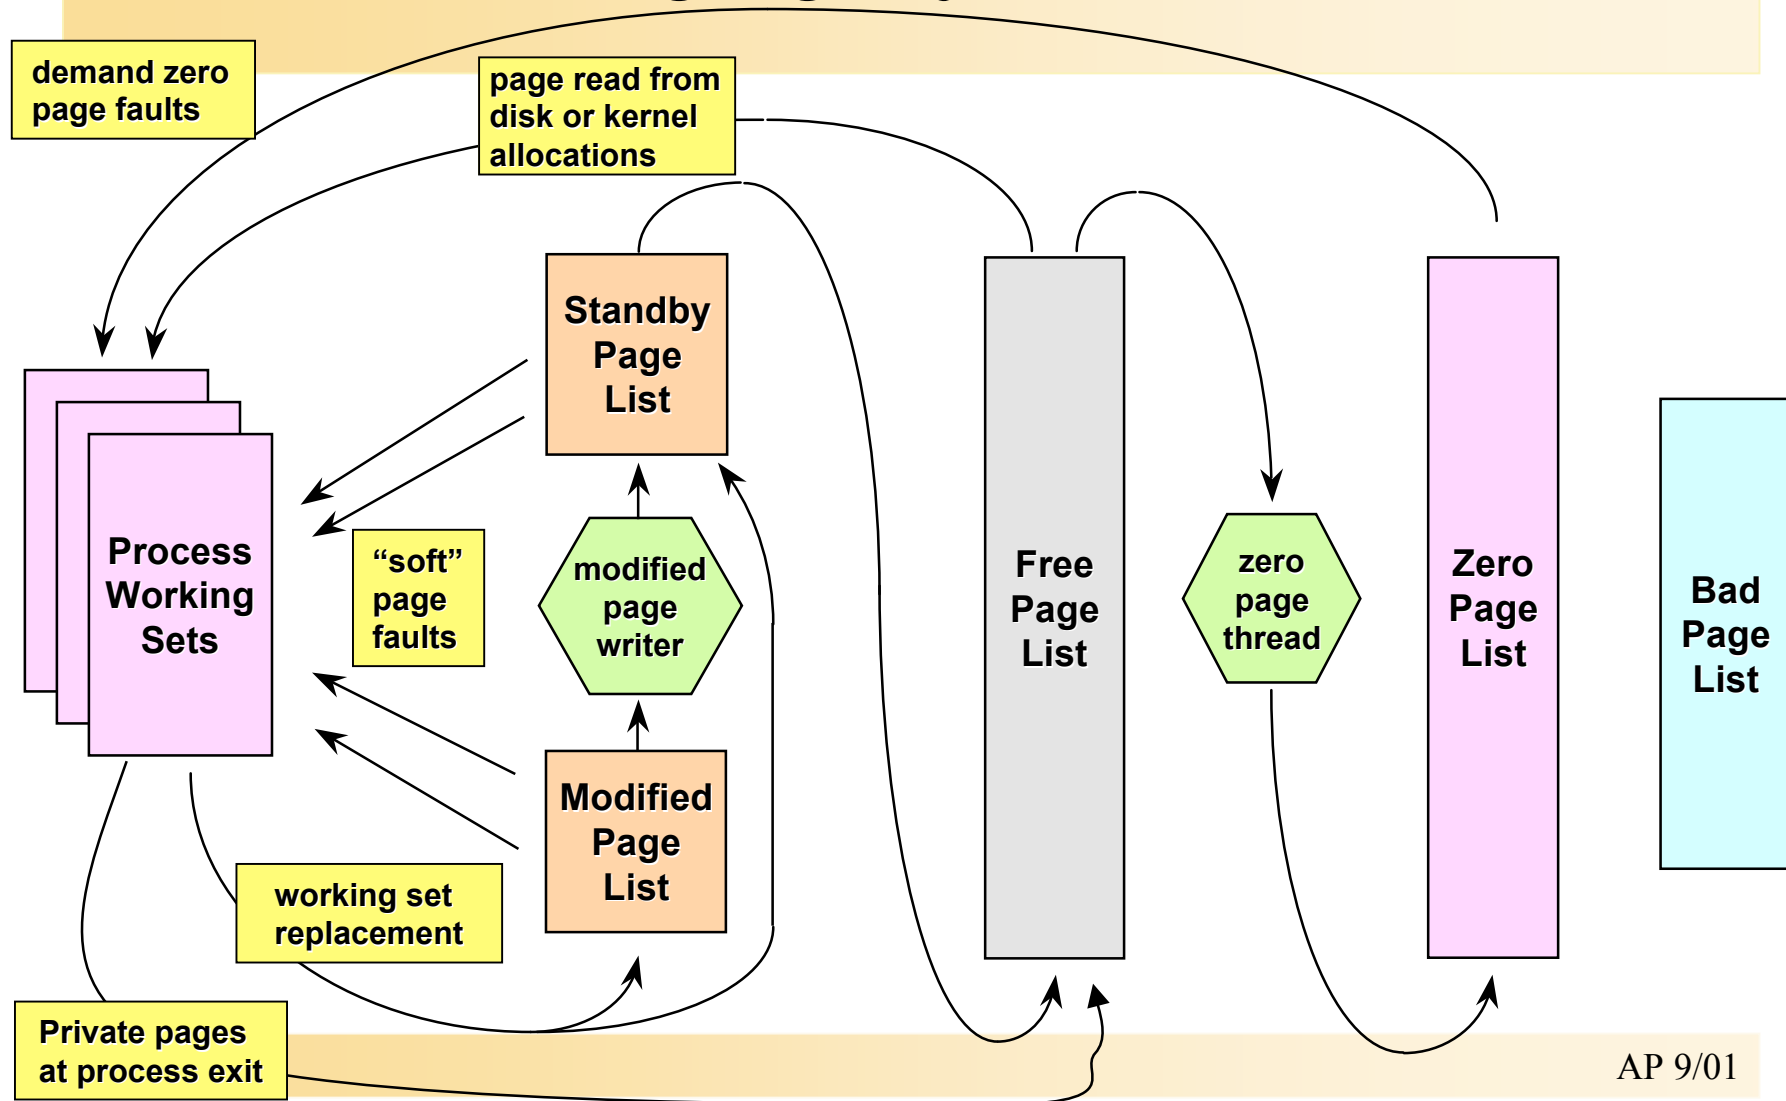 demand zero
page faults
page read from
disk or kernel
allocations
Standby
Page
List
Process
Working
Sets
“soft”
page
faults
modified
page
writer
Modified
Page
List
working set
replacement
Private pages
at process exit
Free
Page
List
zero
page
thread
Zero
Page
List
Bad
Page
List
AP 9/01